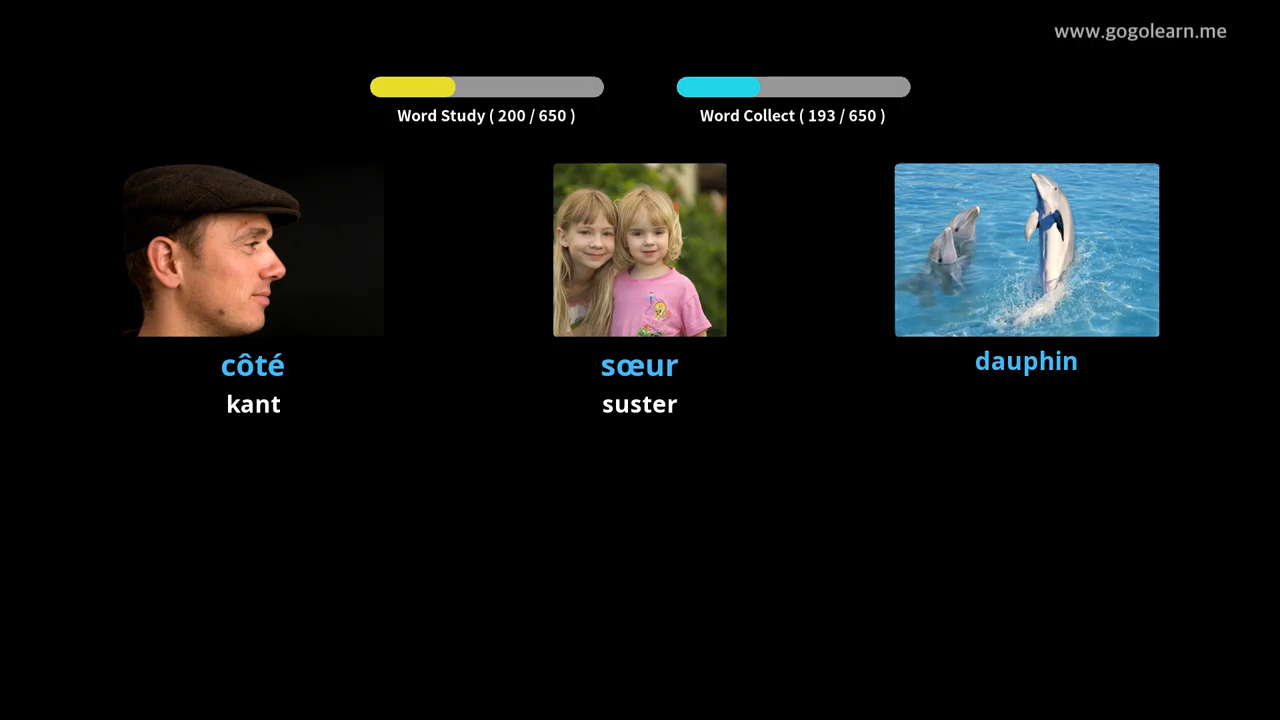 www.gogolearn.me
Word Study ( 200 / 650 )
Word Collect ( 193 / 650 )
côté
sœur
dauphin
kant
suster